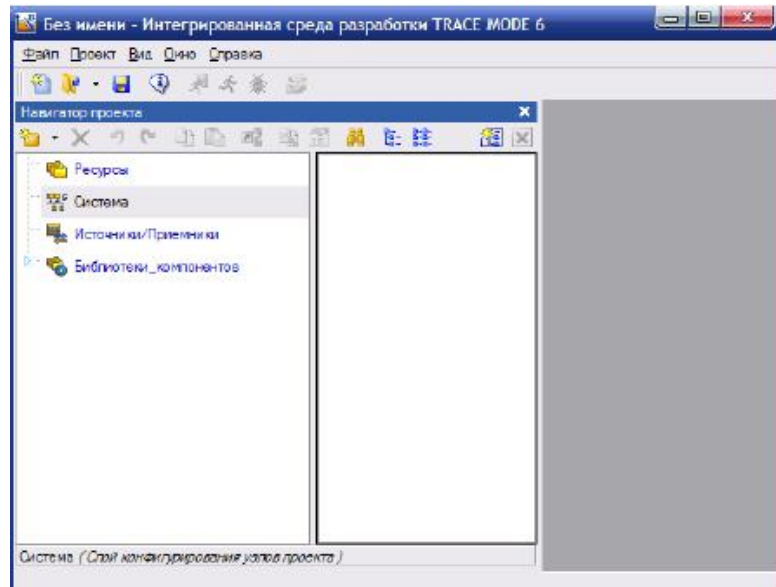 Без имени - Интегрированная среда разработки TRACE MODE 6
Файл Проект Вид Окно Справка
Навигатор проекта
Ресурсы
Система
Источники/Приемники
Библиотеки_компонентов
Система (Слой конфигурирования узлов проекта)